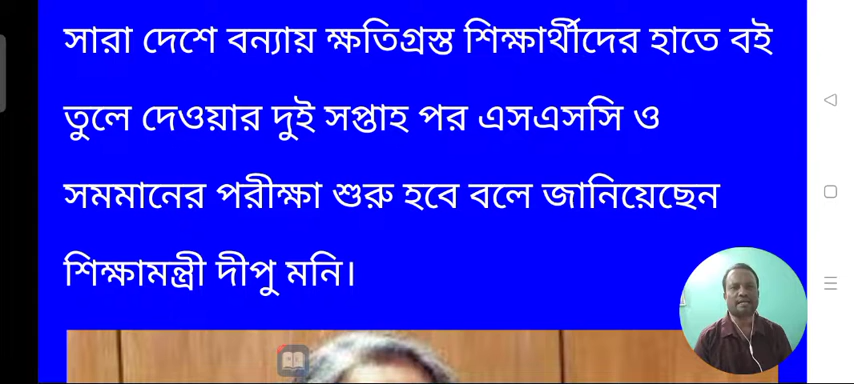 সারা দেশে বন্যায় ক্ষতিগ্রস্ত শিক্ষার্থীদের হাতে বই
তুলে দেওয়ার দুই সপ্তাহ পর এসএসসি ও
সমমানের পরীক্ষা শুরু হবে বলে জানিয়েছেন
শিক্ষামন্ত্রী দীপু মনি।